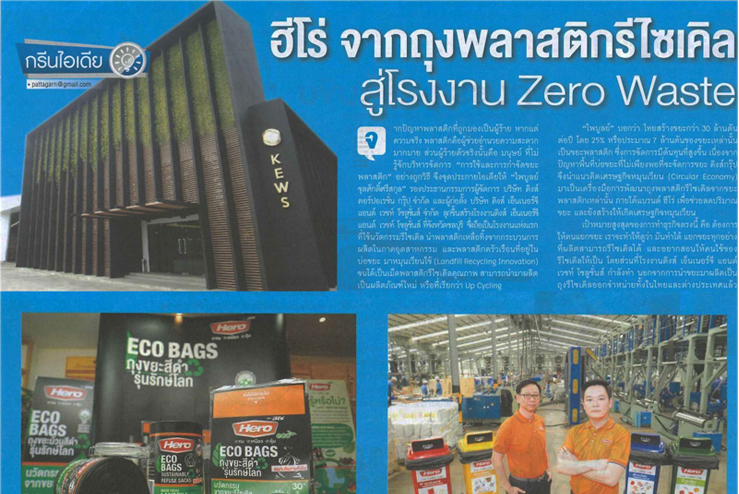 กรีนไอเดีย
• pattagarn@gmail.com
ฮีโร่ จากถุงพลาสติกรีไซเคิล
สู่โรงงาน Zero Waste
KEWS
จากปัญหาพลาสติกที่ถูกมองเป็นผู้ร้าย หากแต่
ความจริง พลาสติกคือผู้ช่วยอำนวยความสะดวก
มากมาย ส่วนผู้ร้ายตัวจริงนั้นคือ มนุษย์ ที่ไม่
รู้จักบริหารจัดการ "การใช้และการกำจัดขยะ
พลาสติก" อย่างถูกวิธี จึงจุดประกายไอเดียให้ "ไพบูลย์
จุลศักดิ์ศรีสกุล" รองประธานกรรมการผู้จัดการ บริษัท คิงส์
คอร์ปอเรชั่น กรุ๊ป จำกัด และผู้ก่อตั้ง บริษัท คิงส์ เอ็นเนอร์จี
แอนด์ เวสท์ โซลูชั่นส์ จำกัด ลุกขึ้นสร้างโรงงานคิงส์ เอ็นเนอร์จี
แอนด์ เวสท์ โซลูชั่นส์ ที่จังหวัดชลบุรี ซึ่งถือเป็นโรงงานแห่งแรก
ที่ใช้นวัตกรรมรีไซเคิล นำพลาสติกเหลือทิ้งจากกระบวนการ
ผลิตในภาคอุตสาหกรรม และพลาสติกครัวเรือนที่อยู่ใน
บ่อขยะ มาหมุนเวียนใช้ (Landfill Recycling Innovation)
จนได้เป็นเม็ดพลาสติกรีไซเคิลคุณภาพ สามารถนำมาผลิต
เป็นผลิตภัณฑ์ใหม่ หรือที่เรียกว่า Up Cycling
"ไพบูลย์" บอกว่า ไทยสร้างขยะกว่า 30 ล้านตัน
ต่อปี โดย 25% หรือประมาณ 7 ล้านตันของขยะเหล่านั้น
เป็นขยะพลาสติก ซึ่งการจัดการมีต้นทุนที่สูงขึ้น เนื่องจาก
ปัญหาพื้นที่บ่อขยะที่ไม่เพียงพอที่จะจัดการขยะ คิงส์กรุ๊ป
จึงนำแนวคิดเศรษฐกิจหมุนเวียน (Circular Economy)
มาเป็นเครื่องมือการพัฒนาถุงพลาสติกรีไซเคิลจากขยะ
พลาสติกเหล่านั้น ภายใต้แบรนด์ ฮีโร่ เพื่อช่วยลดปริมาณ
ขยะ และยังสร้างให้เกิดเศรษฐกิจหมุนเวียน
เป้าหมายสูงสุดของการทำธุรกิจตรงนี้ คือ ต้องการ
ให้คนแยกขยะ เราจะทำให้ดูว่า มันทำได้ แยกขยะทุกอย่าง
ที่ผลิตสามารถรีไซเคิลได้ และอยากสอนให้คนใช้ของ
รีไซเคิลให้เป็น โดยส่วนที่โรงงานคิงส์ เอ็นเนอร์จี แอนด์
เวสท์ โซลูชั่นส์ กำลังทำ นอกจากการนำขยะมาผลิตเป็น
ถุงรีไซเคิลออกจำหน่ายทั้งในไทยและต่างประเทศแล้ว
Hero
ECO BAGS
ถุงขยะสีดำ
รุ่นรักษ์โลก
Hero
ECO
BAGS
ถุงขยะม้วนสีดำ
รุ่นรักษ์โลก
นวัตกรรม
จากขยะ
Hero
ECO
BAGS
SUSTAINABLE
REFUSE SACKS
Hero
ECO BAGS
ถุงขยะสีดำ
รุ่นรักษ์โลก
นวัตกรรม
30
Hero
Hero
Hero
Hero